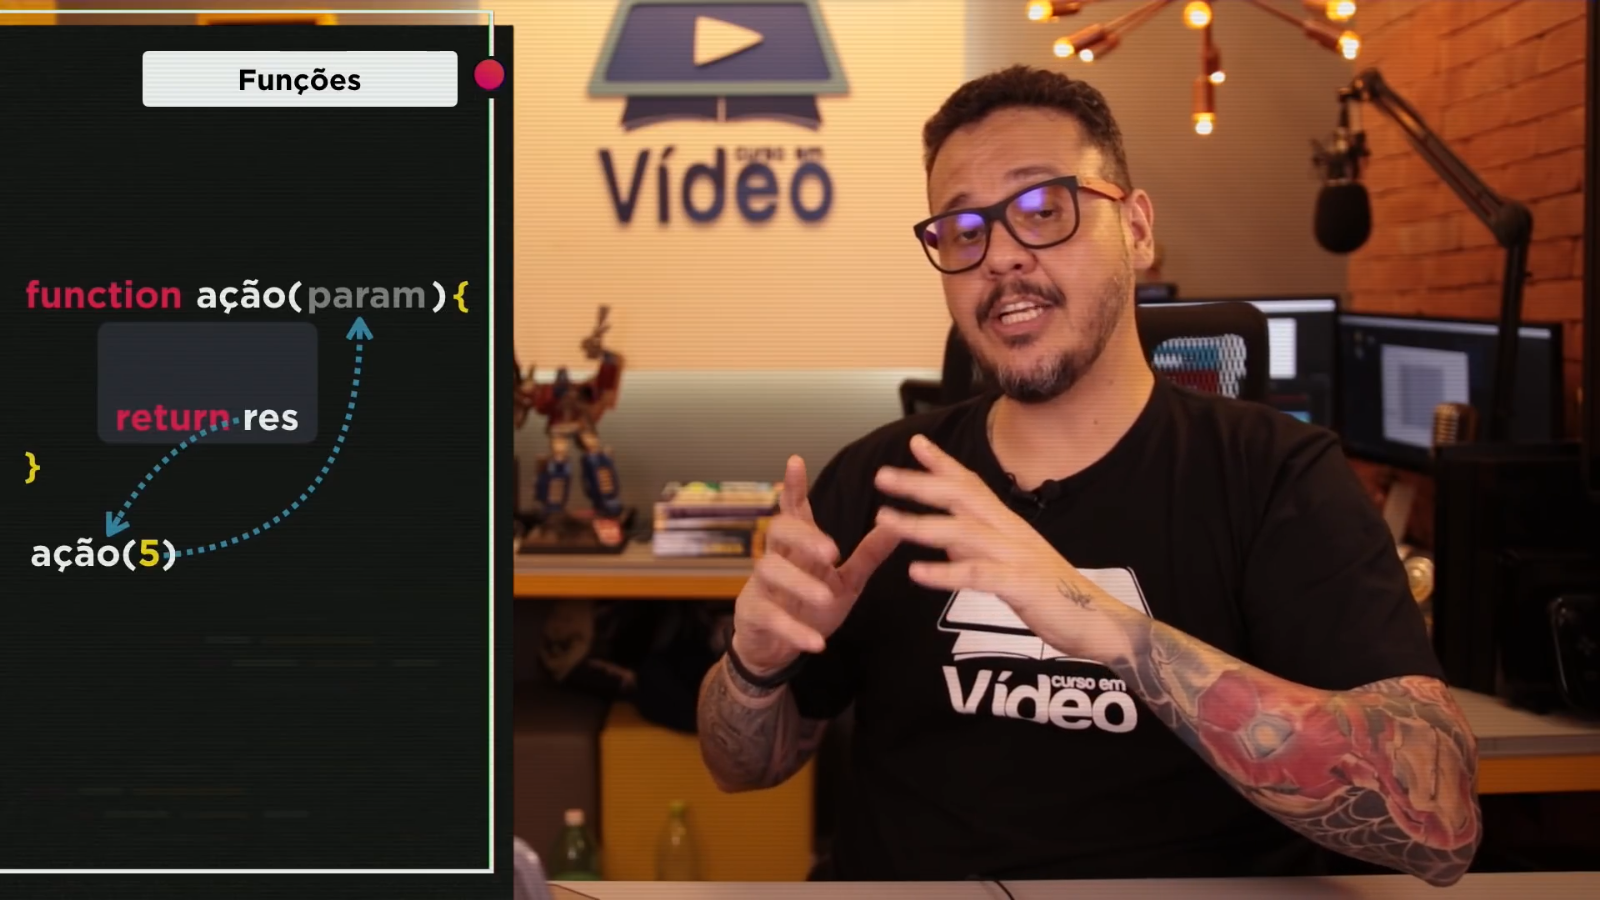 Funções
function ação(param){
return res
}
ação(5)
curso em
Vídeo
curso em
Vídeo